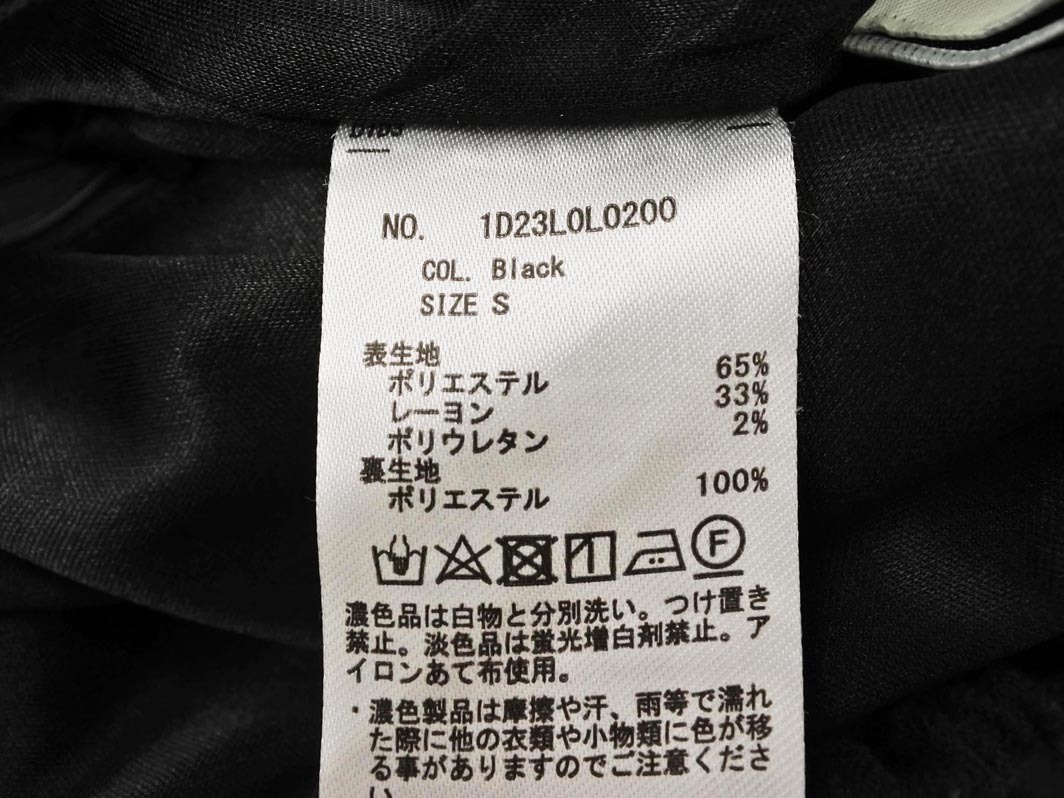 NO. 1D23L0L0200
COL. Black
SIZE S
表生地
ポリエステル 65%
レーヨン 33%
ポリウレタン 2%
裏生地
ポリエステル 100%
F
濃色品は白物と分別洗い。つけ置き
禁止。淡色品は蛍光増白剤禁止。ア
イロンあて布使用。
・濃色製品は摩擦や汗、雨等で濡れ
た際に他の衣類や小物類に色が移
る事がありますのでご注意くださ
い